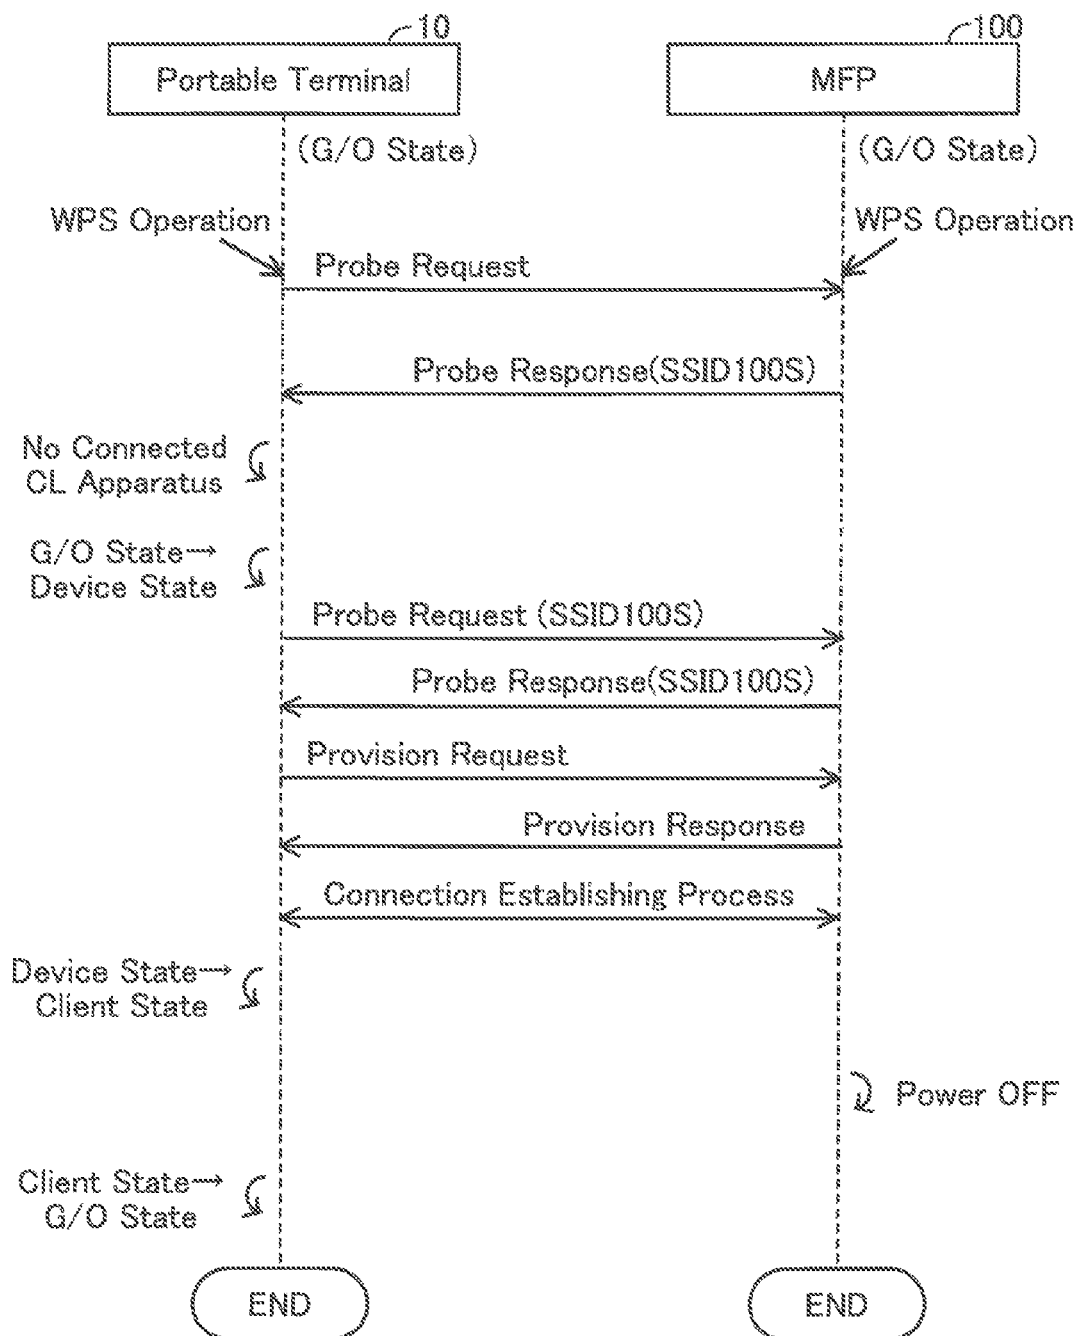 10
100
Portable Terminal
MFP
(G/O State)
(G/O State)
WPS Operation
WPS Operation
Probe Request
Probe Response(SSID100S)
No Connected
CL Apparatus
G/O State→
Device State
Probe Request (SSID100S)
Probe Response(SSID100S)
Provision Request
Provision Response
Connection Establishing Process
Device State→
Client State
Power OFF
Client State→
G/O State
END
END